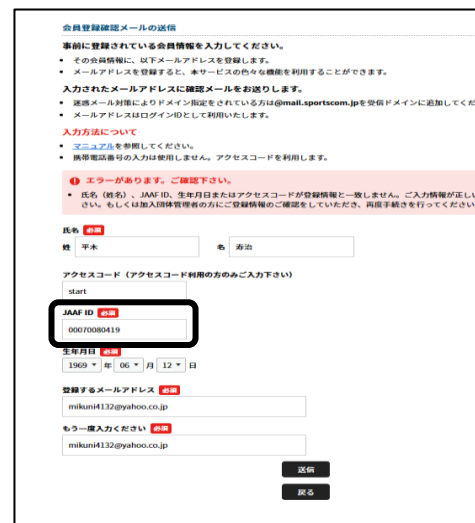 会員登録確認メールの送信
事前に登録されている会員情報を入力してください。
• その会員情報に、以下メールアドレスを登録します。
• メールアドレスを登録すると、本サービスの色々な機能を利用することができます。
入力されたメールアドレスに確認メールをお送りします。
• 迷惑メール対策によりドメイン指定をされている方は@mail.sportscom.jpを受信ドメインに追加してくだ
• メールアドレスはログインIDとして利用いたします。
入力方法について
• マニュアルを参照してください。
• 携帯電話番号の入力は使用しません。アクセスコードを利用します。
エラーがあります。ご確認下さい。
• 氏名（姓名）、JAAF ID、生年月日またはアクセスコードが登録情報と一致しません。ご入力情報が正しい
さい。もしくは加入団体管理者の方にご登録情報のご確認をしていただき、再度手続きを行ってください
氏名 必須
姓 平木 名 寿治
アクセスコード（アクセスコード利用の方のみご入力下さい）
start
JAAF ID 必須
00070080419
生年月日 必須
1969 年 06 月 12 日
登録するメールアドレス 必須
mikuni4132@yahoo.co.jp
もう一度入力ください 必須
mikuni4132@yahoo.co.jp
送信
戻る